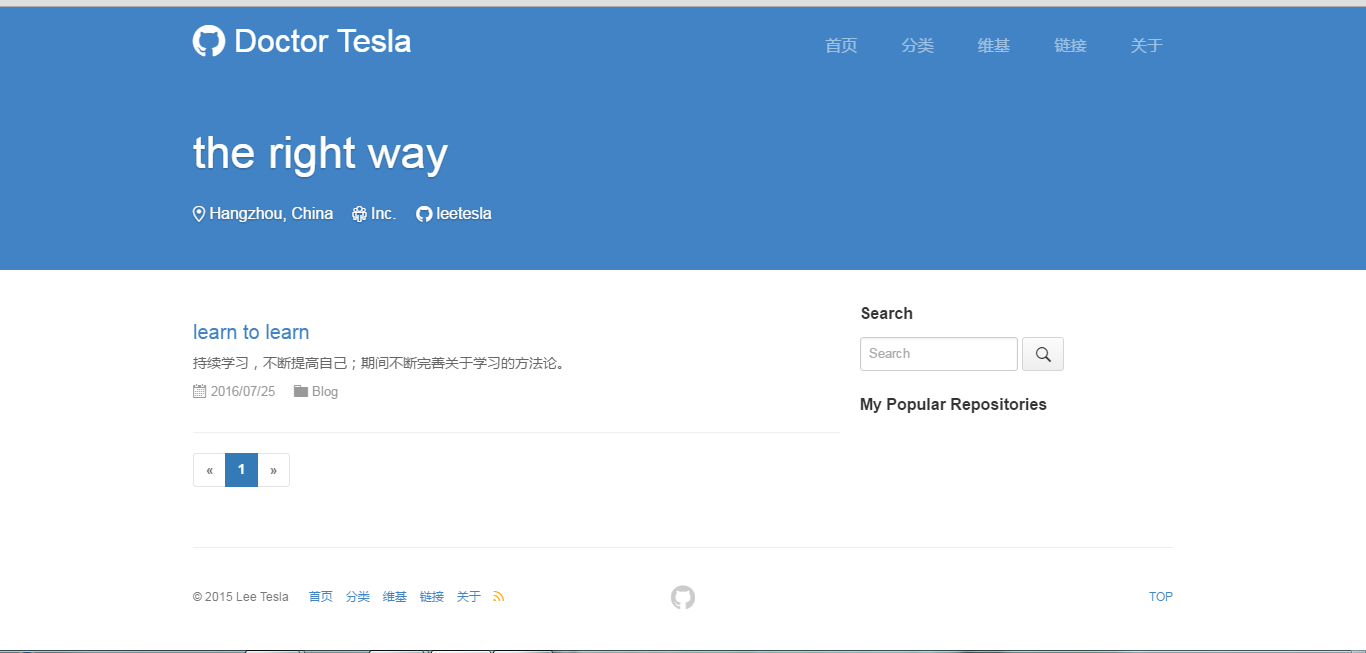 Doctor Tesla
首页 分类 维基 链接 关于
the right way
Hangzhou, China Inc. leetesla
learn to learn
持续学习，不断提高自己；期间不断完善关于学习的方法论。
2016/07/25 Blog
« 1 »
Search
Search
My Popular Repositories
© 2015 Lee Tesla 首页 分类 维基 链接 关于 TOP